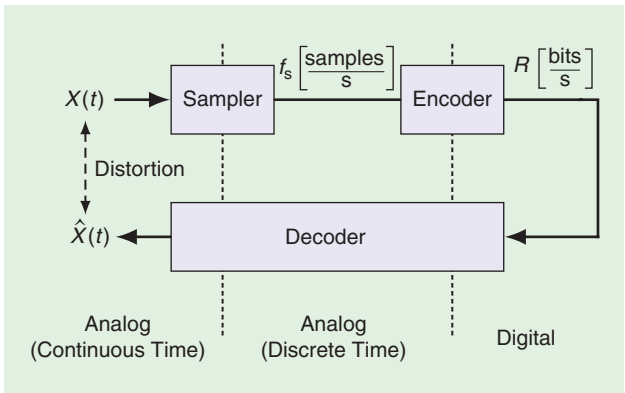 f_s [samples/s]
R [bits/s]
X(t)
Sampler
Encoder
Distortion
X̂(t)
Decoder
Analog
(Continuous Time)
Analog
(Discrete Time)
Digital